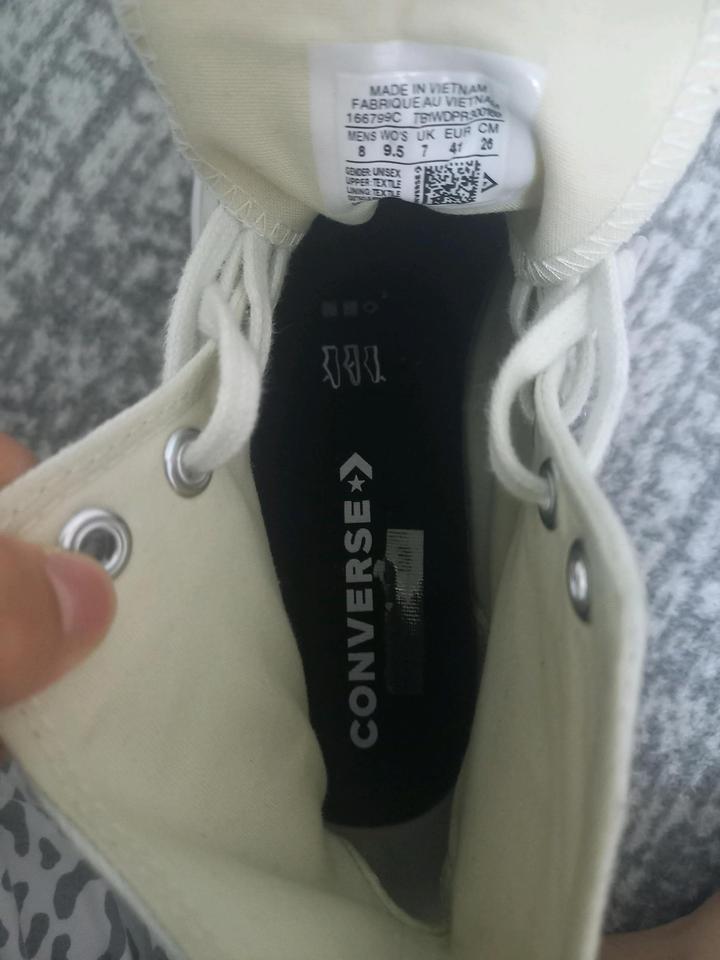 MADE IN VIETNAM
FABRIQUE AU VIETNAM
166799C
MENS WO'S UK EUR CM
8 9.5 7 41 26
GENDER: UNISEX
UPPER: TEXTILE
LINING: TEXTILE
CONVERSE
CONVERSE